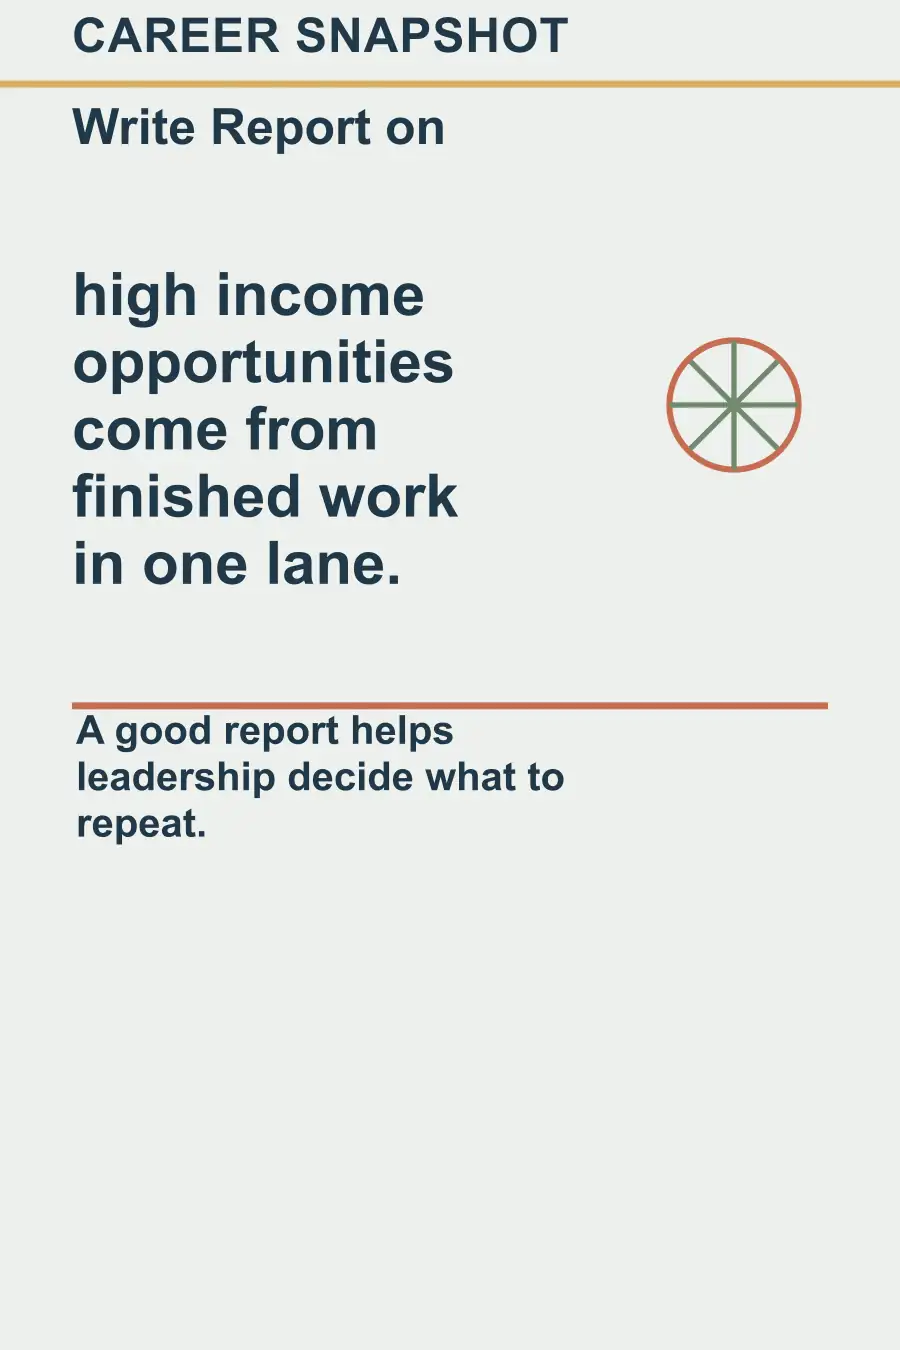 CAREER SNAPSHOT
Write Report on
high income
opportunities
come from
finished work
in one lane.
A good report helps
leadership decide what to
repeat.